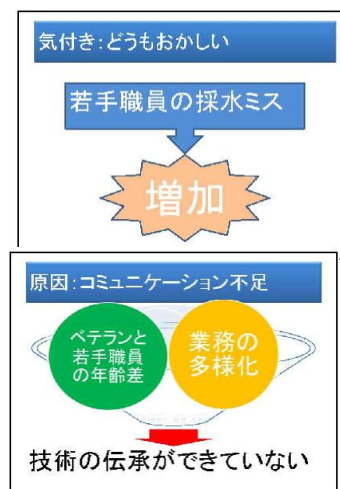 気付き:どうもおかしい
若手職員の採水ミス
増加
原因:コミュニケーション不足
ベテランと
若手職員
の年齢差
業務の
多様化
技術の伝承ができていない